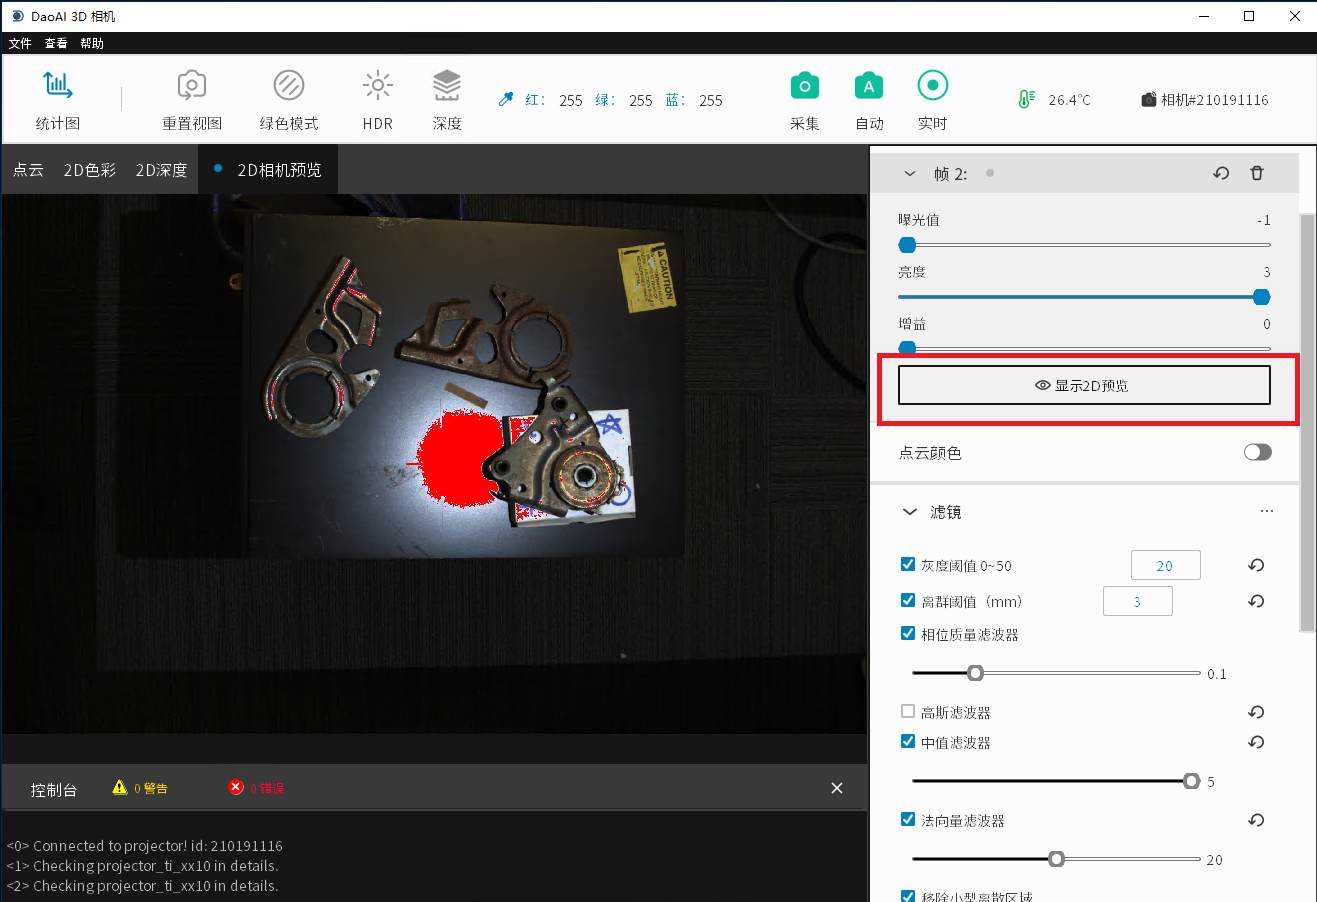 DaoAI 3D 相机
文件 查看 帮助
统计图
重置视图
绿色模式
HDR
深度
红: 255 绿: 255 蓝: 255
采集
自动
实时
26.4℃
相机#210191116
点云 2D色彩 2D深度 2D相机预览
CAUTION
帧 2:
曝光值 -1
亮度 3
增益 0
显示2D预览
点云颜色
滤镜 ...
灰度阈值 0~50 20
离群阈值（mm） 3
相位质量滤波器
0.1
高斯滤波器
中值滤波器
5
法向量滤波器
20
移除小型离散区域
控制台 0 警告 0 错误
<0> Connected to projector! id: 210191116
<1> Checking projector_ti_xx10 in details.
<2> Checking projector_ti_xx10 in details.